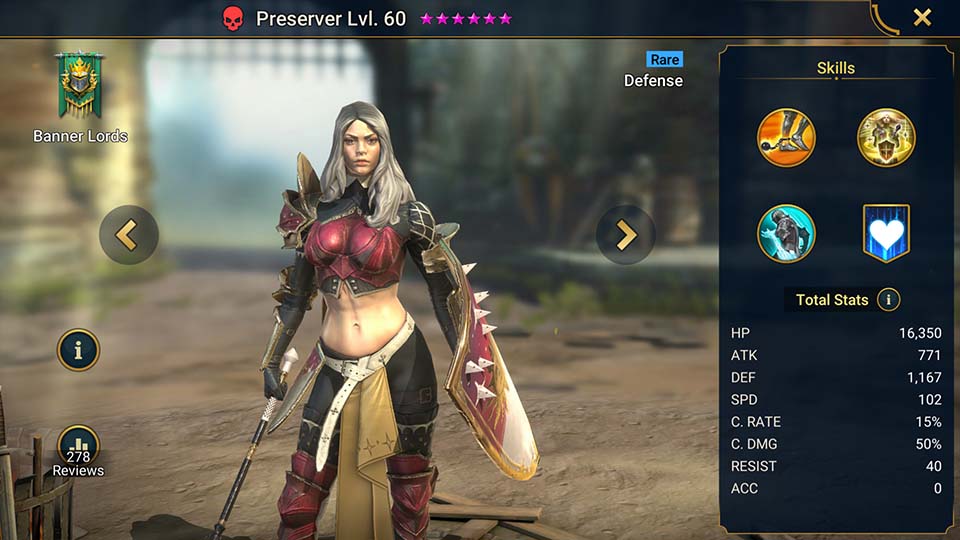 Preserver Lvl. 60
Banner Lords
Rare
Defense
278
Reviews
Skills
Total Stats
HP 16,350
ATK 771
DEF 1,167
SPD 102
C. RATE 15%
C. DMG 50%
RESIST 40
ACC 0